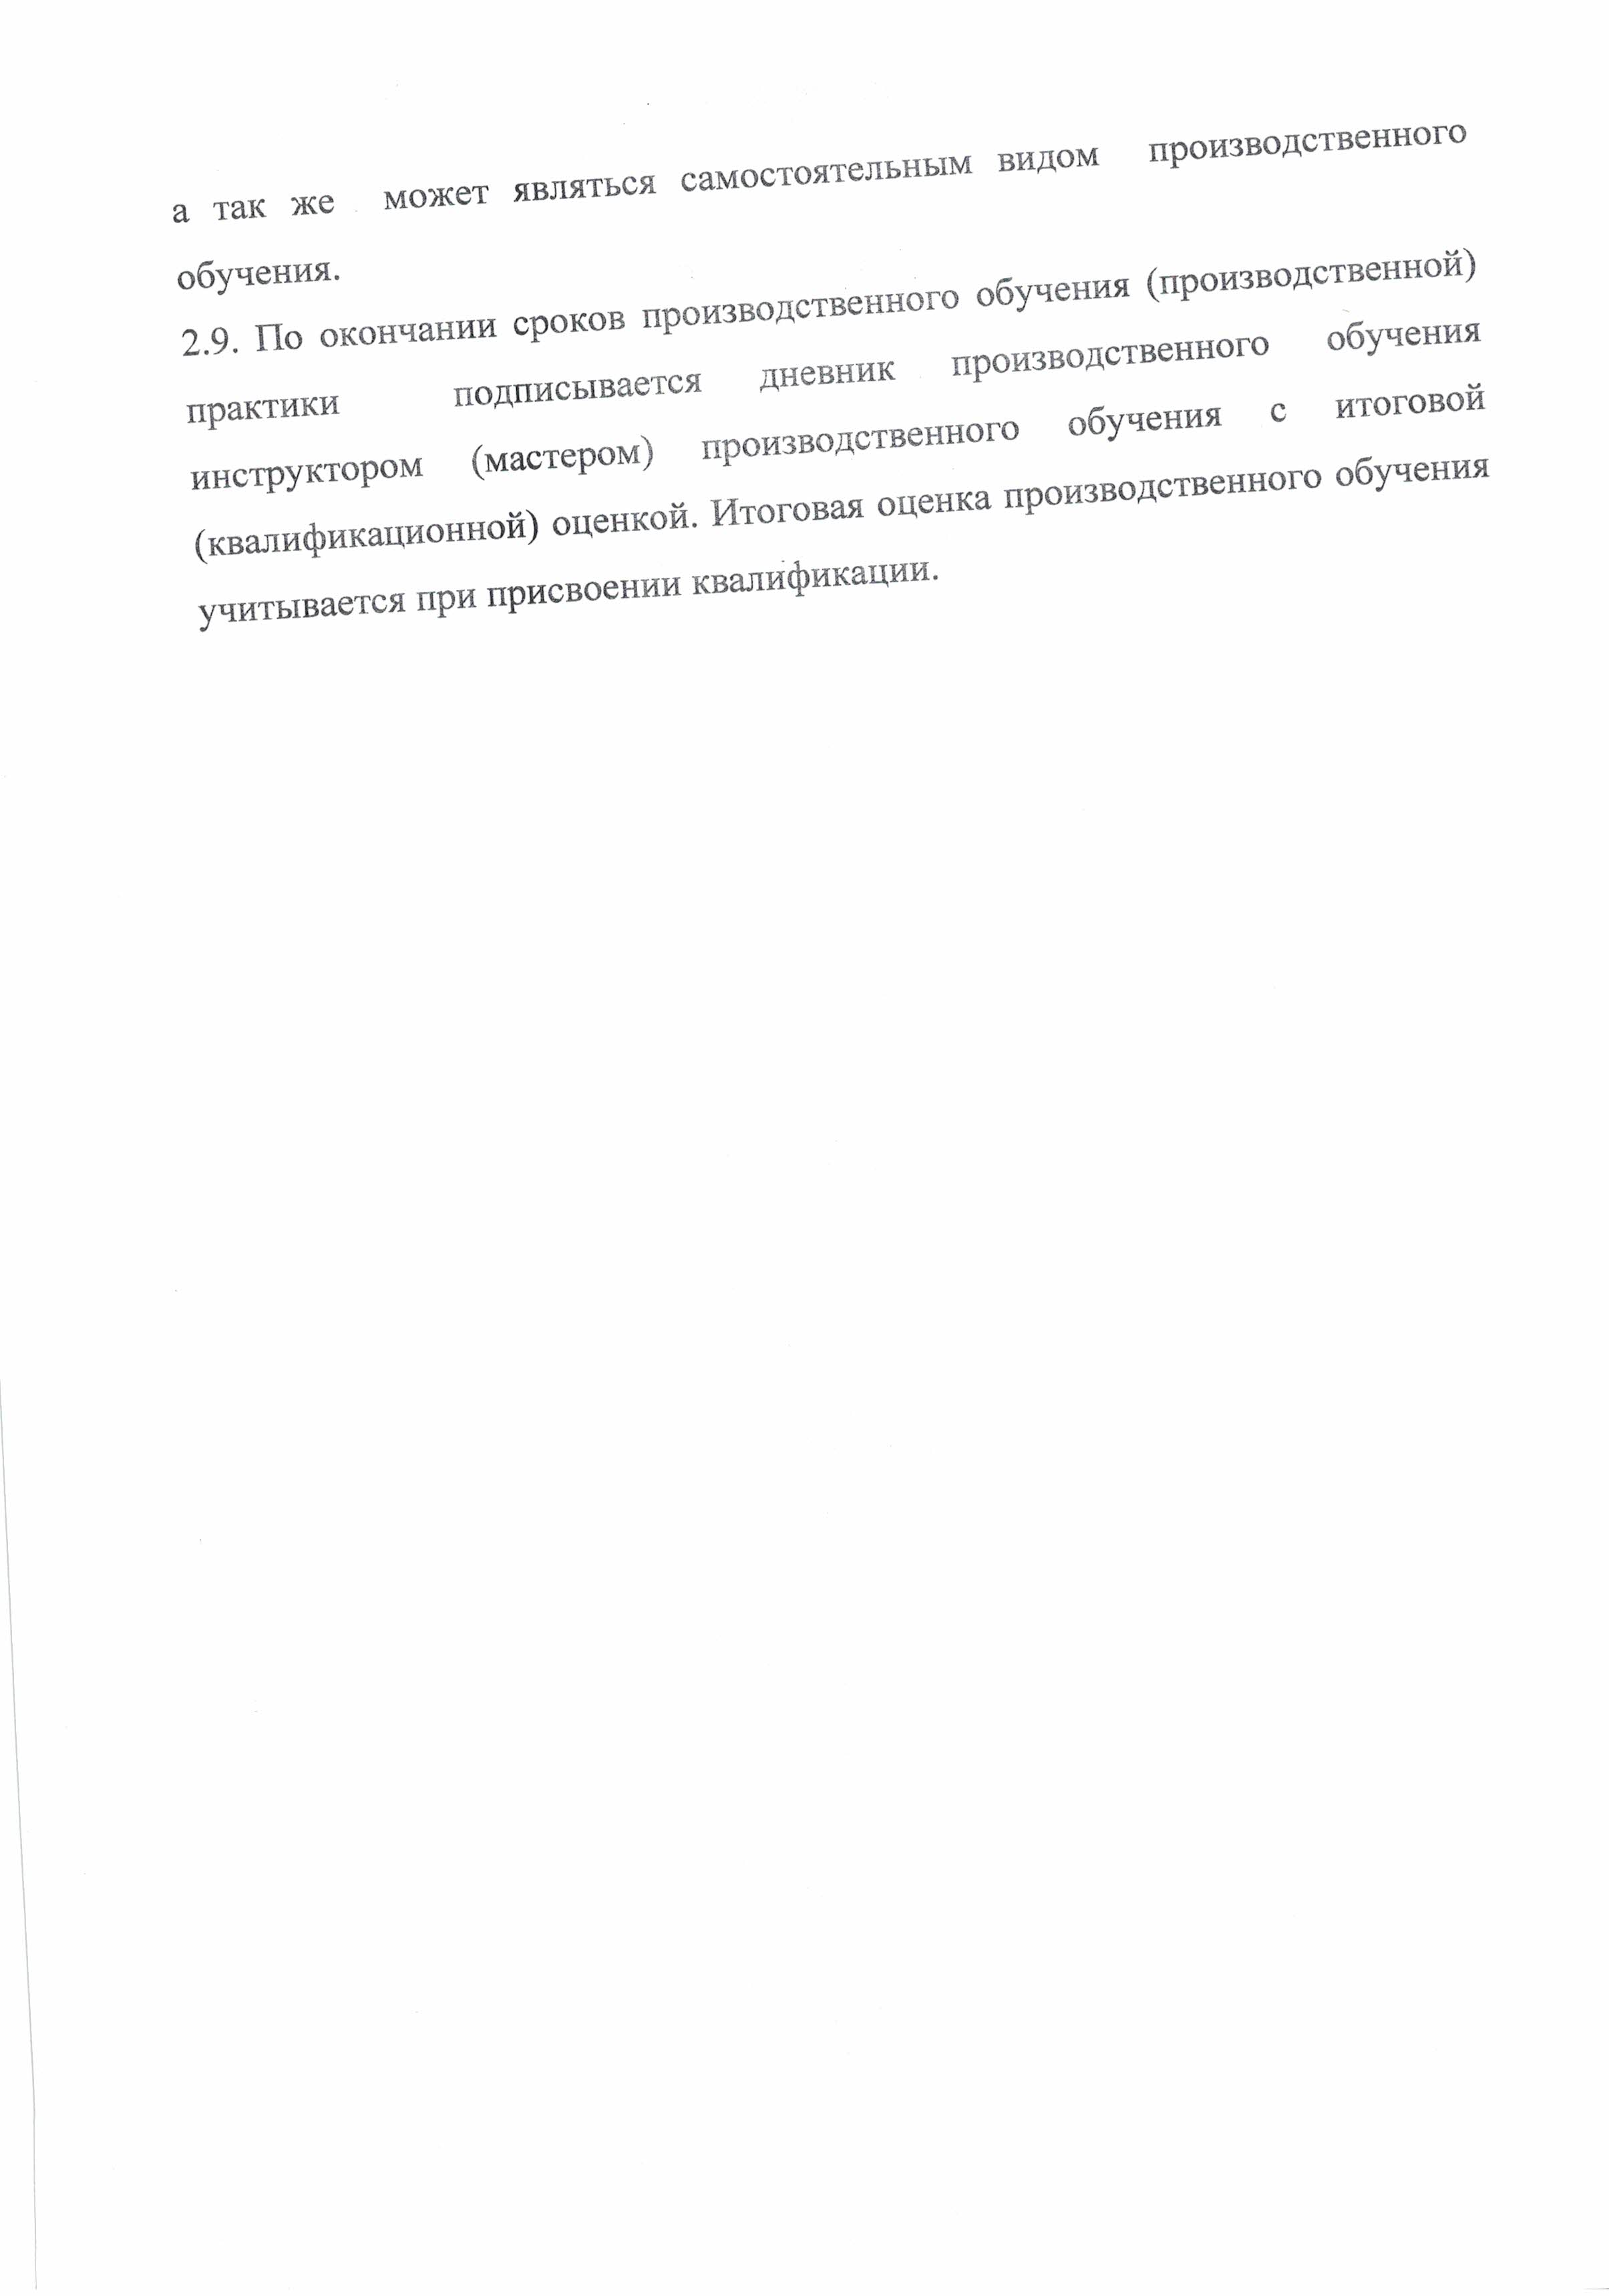 а так же может являться самостоятельным видом производственного
обучения.
2.9. По окончании сроков производственного обучения (производственной)
практики подписывается дневник производственного обучения
инструктором (мастером) производственного обучения с итоговой
(квалификационной) оценкой. Итоговая оценка производственного обучения
учитывается при присвоении квалификации.